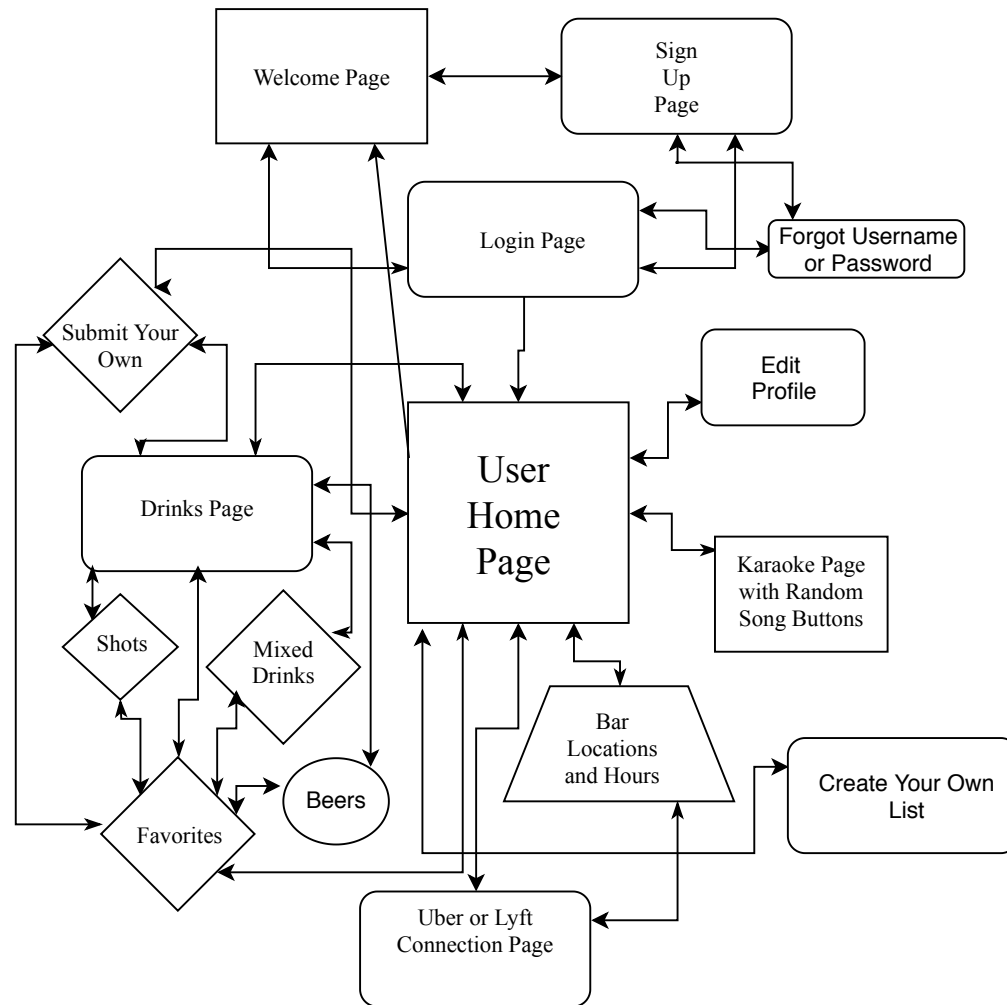 Welcome Page
Sign
Up
Page
Login Page
Forgot Username
or Password
Submit Your
Own
Edit
Profile
User
Home
Page
Drinks Page
Karaoke Page
with Random
Song Buttons
Shots
Mixed
Drinks
Bar
Locations
and Hours
Beers
Create Your Own
List
Favorites
Uber or Lyft
Connection Page